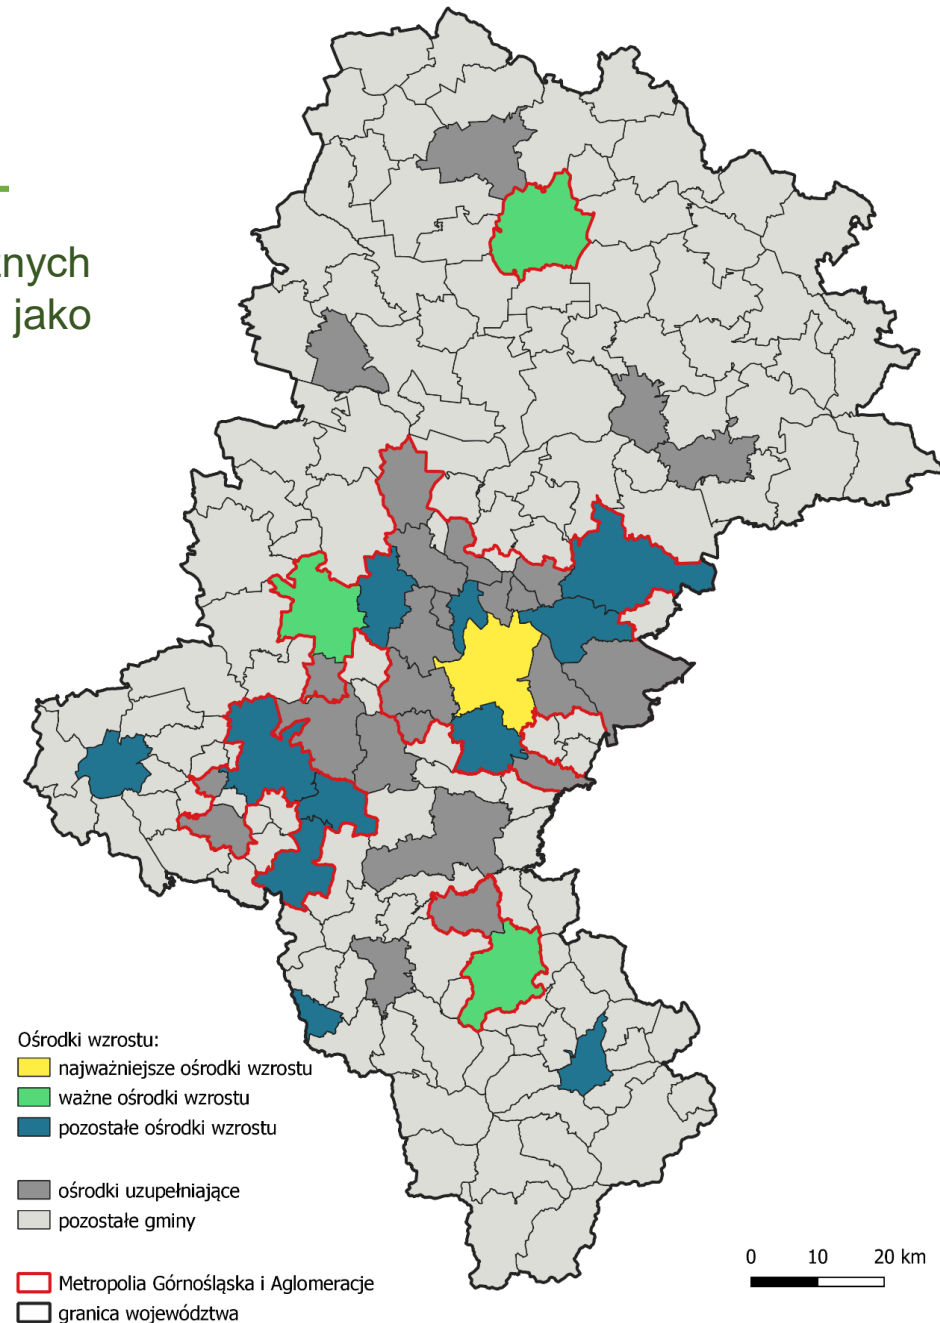 znych
jako
Ośrodki wzrostu:
najważniejsze ośrodki wzrostu
ważne ośrodki wzrostu
pozostałe ośrodki wzrostu
ośrodki uzupełniające
pozostałe gminy
Metropolia Górnośląska i Aglomeracje
granica województwa
0 10 20 km